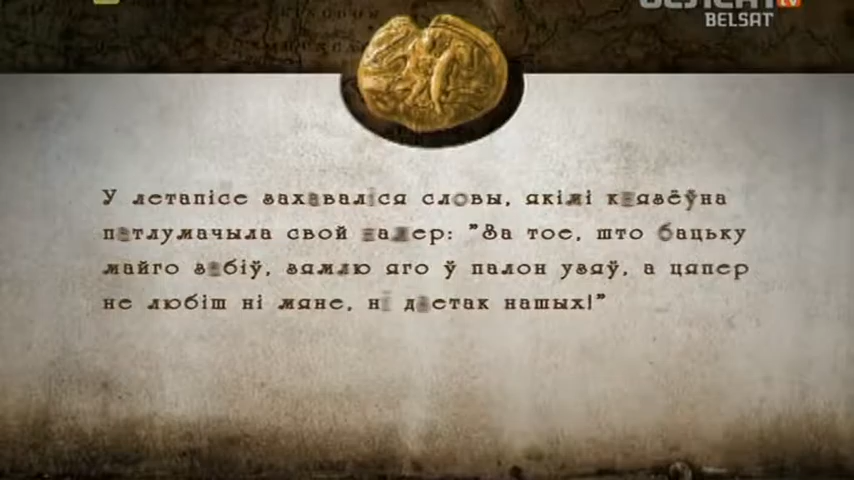 BELSAT
У летапісе захаваліся словы, якімі князёўна
патлумачыла свой намер: "За тое, што бацьку
майго забіў, зямлю яго ў палон узяў, а цяпер
не любіш ні мяне, ні дзетак нашых!"